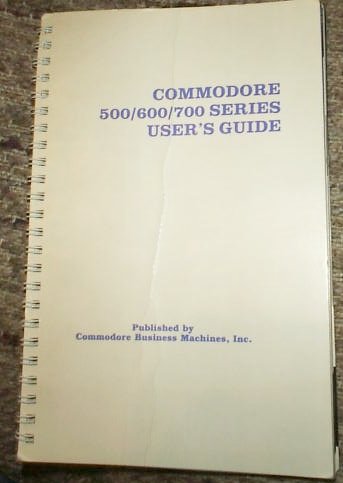 COMMODORE
500/600/700 SERIES
USER'S GUIDE
Published by
Commodore Business Machines, Inc.